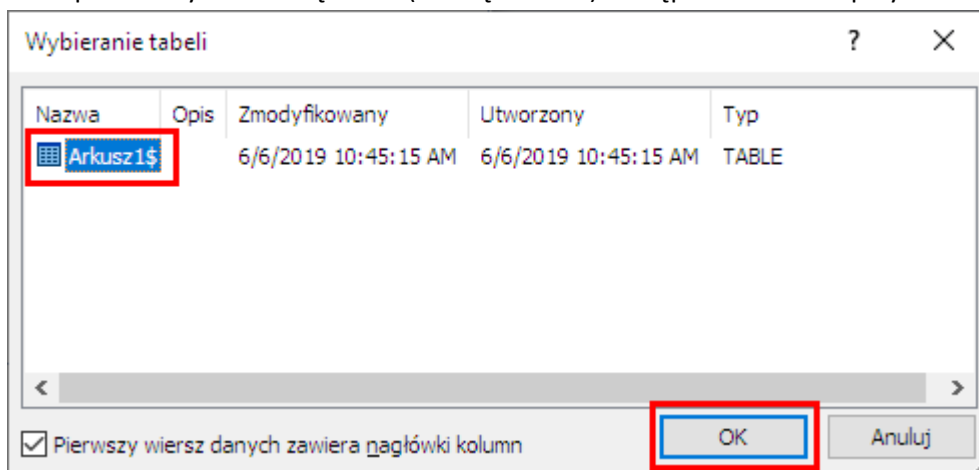 Wybieranie tabeli ? ×
Nazwa Opis Zmodyfikowany Utworzony Typ
Arkusz1$ 6/6/2019 10:45:15 AM 6/6/2019 10:45:15 AM TABLE
Pierwszy wiersz danych zawiera nagłówki kolumn OK Anuluj